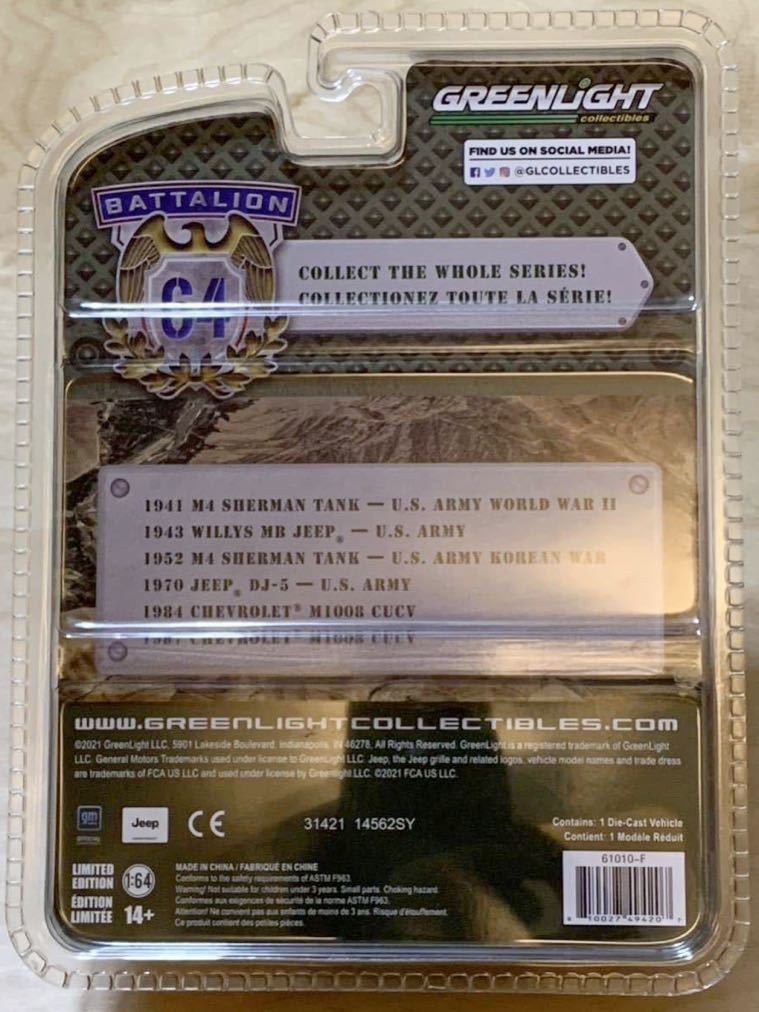 GREENLiGHT
collectibles
FIND US ON SOCIAL MEDIA!
@GLCOLLECTIBLES
BATTALION
64
COLLECT THE WHOLE SERIES!
COLLECTIONEZ TOUTE LA SÉRIE!
1941 M4 SHERMAN TANK — U.S. ARMY WORLD WAR II
1943 WILLYS MB JEEP® — U.S. ARMY
1952 M4 SHERMAN TANK — U.S. ARMY KOREAN WAR
1970 JEEP® DJ-5 — U.S. ARMY
1984 CHEVROLET® M1008 CUCV
1987 CHEVROLET® M1008 CUCV
www.GREENLIGHTCOLLECTIBLES.com
©2021 GreenLight LLC. 5901 Lakeside Boulevard. Indianapolis, IN 46278. All Rights Reserved. GreenLight is a registered trademark of GreenLight
LLC. General Motors Trademarks used under license to GreenLight LLC. Jeep, the Jeep grille and related logos, vehicle model names and trade dress
are trademarks of FCA US LLC and used under license by GreenLight LLC. ©2021 FCA US LLC.
gm
Jeep
CE
31421 14562SY
Contains: 1 Die-Cast Vehicle
Contient: 1 Modèle Réduit
LIMITED
EDITION
1:64
ÉDITION
LIMITÉE
14+
MADE IN CHINA / FABRIQUÉ EN CHINE
Conforms to the safety requirements of ASTM F963.
Warning! Not suitable for children under 3 years. Small parts. Choking hazard.
Conformes aux exigences de sécurité de la norme ASTM F963.
Attention! Ne convient pas aux enfants de moins de 3 ans. Risque d'étouffement.
Ce produit contient des petites pièces.
61010-F
8 10027 49420 7